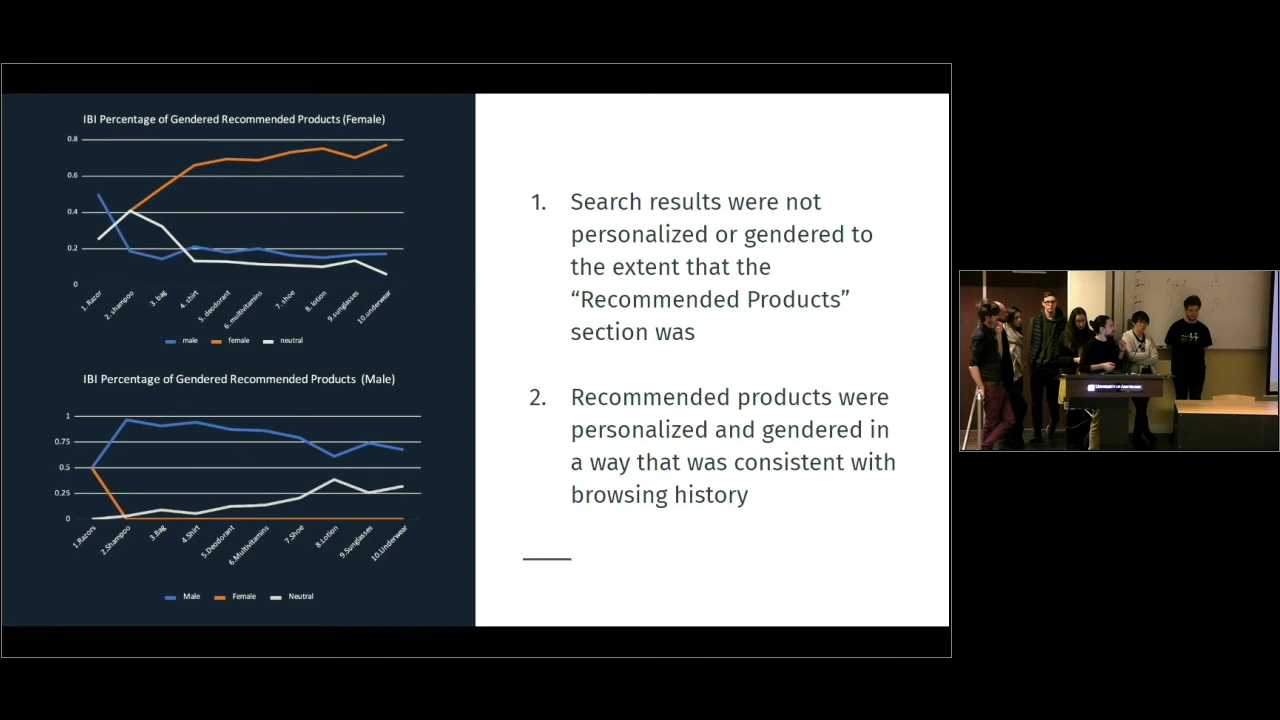 IBI Percentage of Gendered Recommended Products (Female)
0.8
0.6
0.4
0.2
0
1. Razor
2. shampoo
3. bag
4. shirt
5. deodorant
6. multivitamins
7. shoe
8. lotion
9.sunglasses
10.underwear
male female neutral
IBI Percentage of Gendered Recommended Products (Male)
1
0.75
0.5
0.25
0
1.Razors
2.Shampoo
3.Bag
4.Shirt
5.Deodorant
6.Multivitamins
7.Shoe
8.Lotion
9.Sunglasses
10.Underwear
Male Female Neutral
1. Search results were not
personalized or gendered to
the extent that the
“Recommended Products”
section was
2. Recommended products were
personalized and gendered in
a way that was consistent with
browsing history
University of Amsterdam